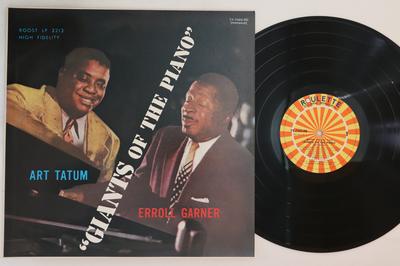 ROOST LP 2213
HIGH FIDELITY
"GIANTS OF THE PIANO"
ART TATUM
ERROLL GARNER
ROULETTE